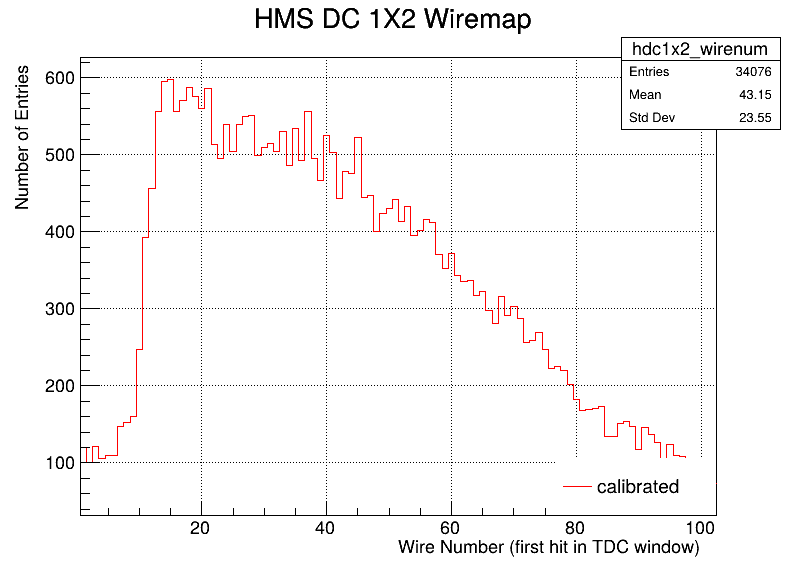 HMS DC 1X2 Wiremap
hdc1x2_wirenum
Entries 34076
Mean 43.15
Std Dev 23.55
Number of Entries
600
500
400
300
200
100
calibrated
20 40 60 80 100
Wire Number (first hit in TDC window)